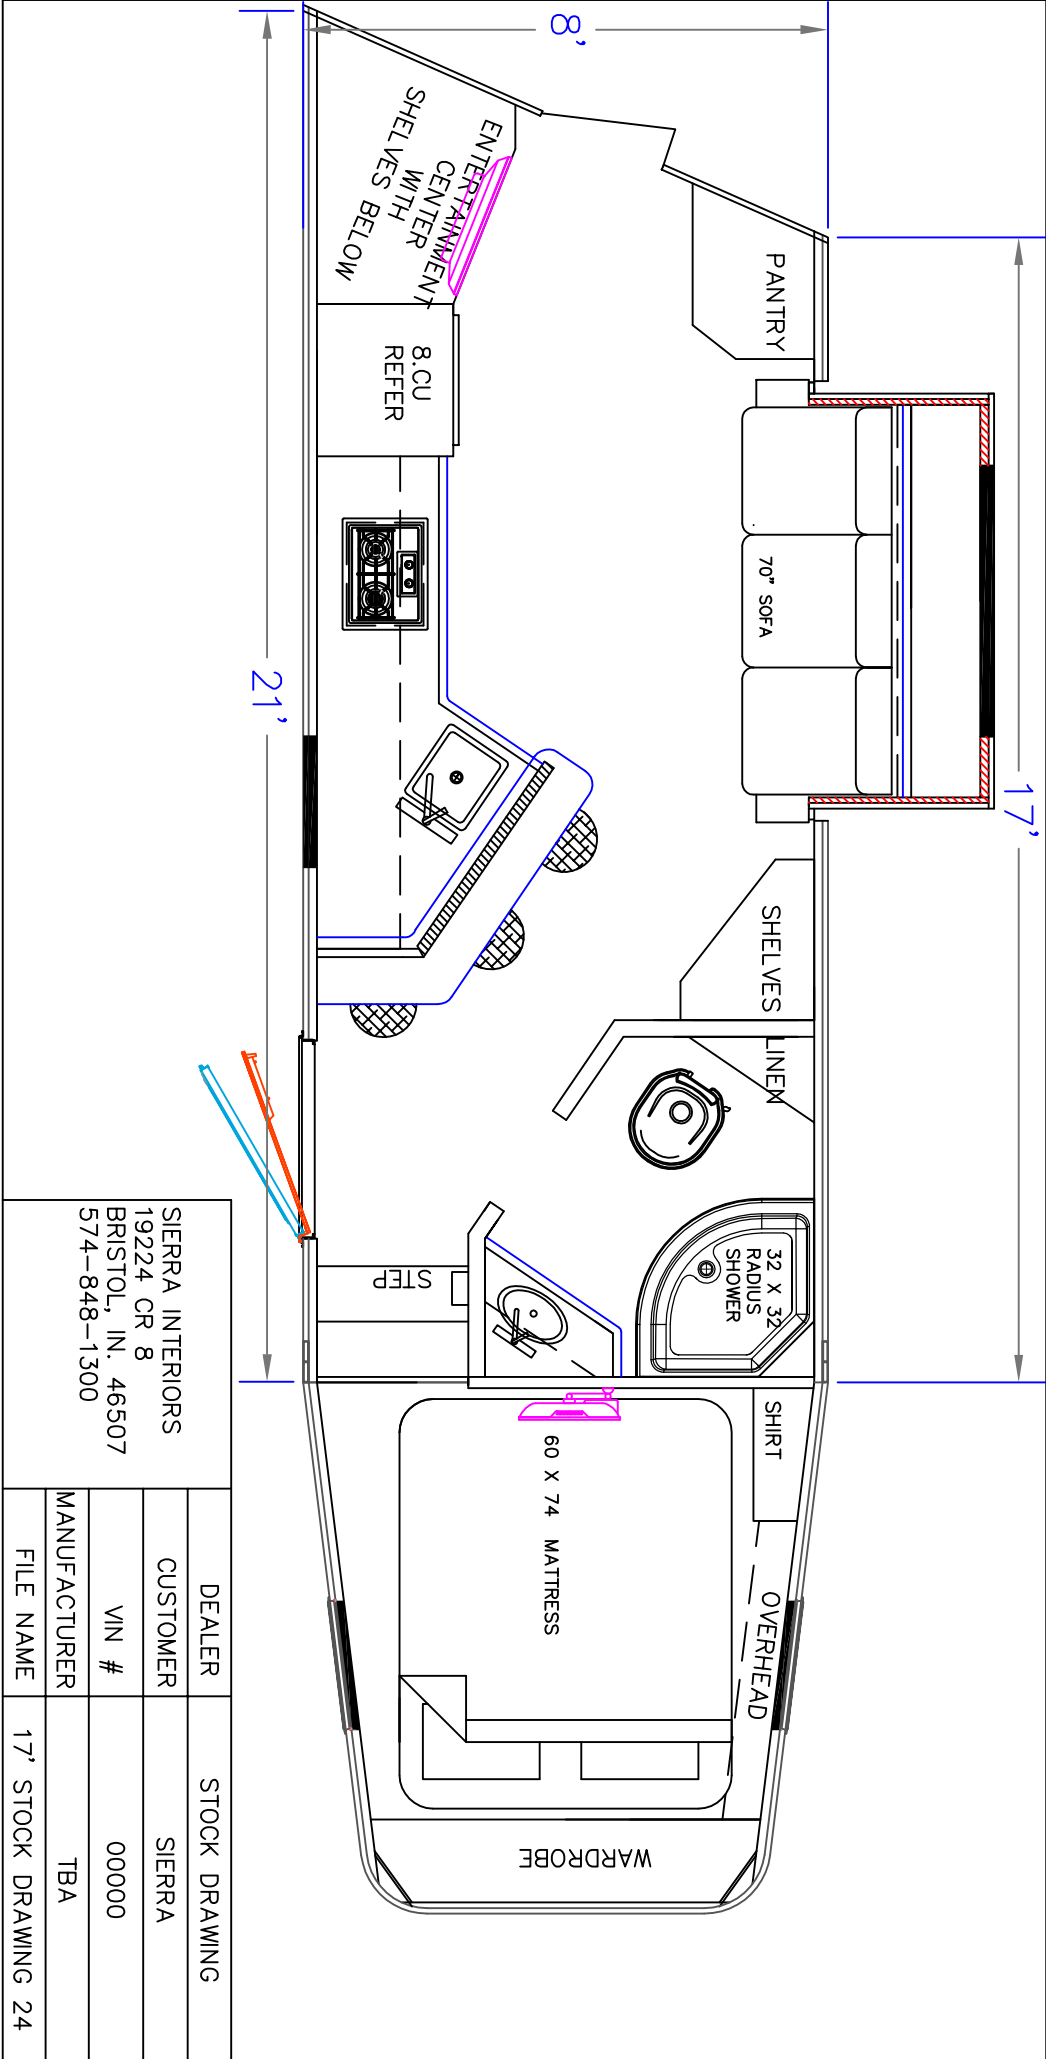 8'
17'
21'
ENTERTAINMENT
CENTER
WITH
SHELVES BELOW
PANTRY
8.CU
REFER
70" SOFA
SHELVES
LINEN
32 X 32
RADIUS
SHOWER
STEP
SHIRT
60 X 74 MATTRESS
OVERHEAD
WARDROBE
SIERRA INTERIORS
19224 CR 8
BRISTOL, IN. 46507
574-848-1300
DEALER STOCK DRAWING
CUSTOMER SIERRA
VIN # 00000
MANUFACTURER TBA
FILE NAME 17' STOCK DRAWING 24